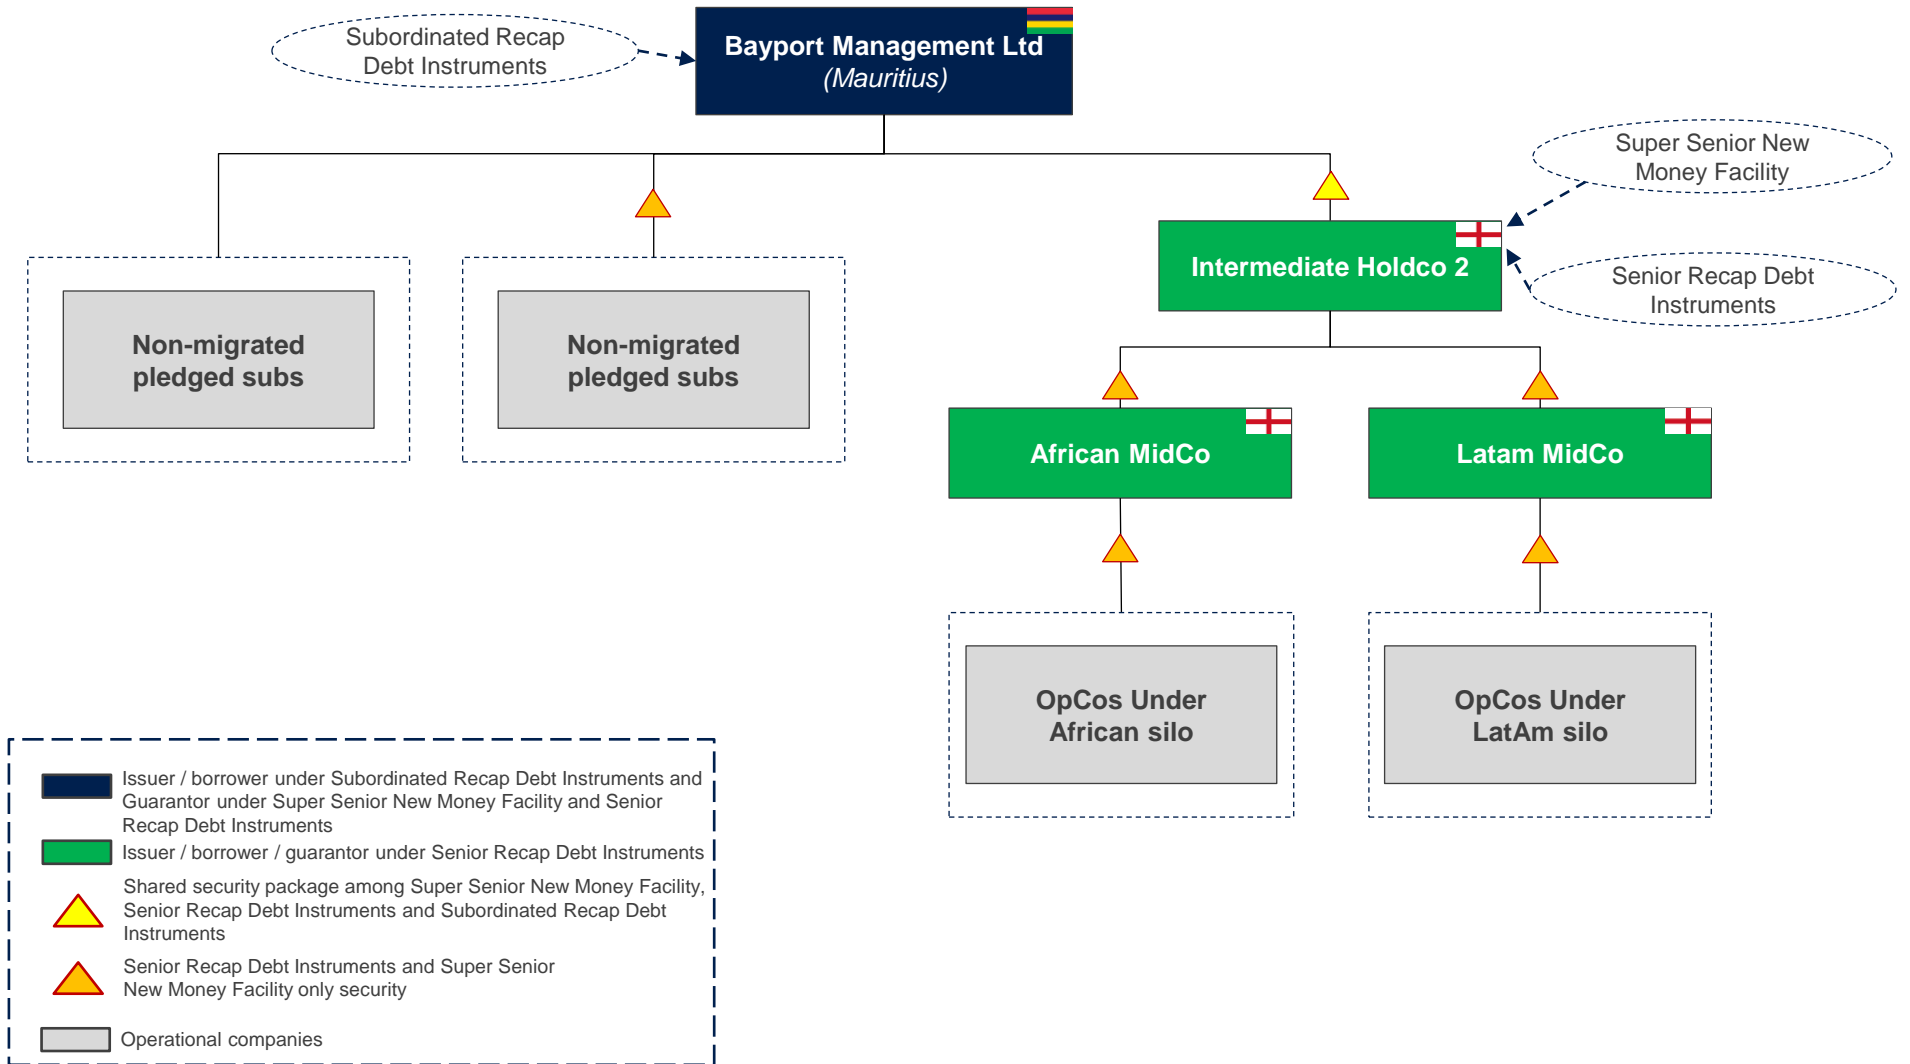 Subordinated Recap
Debt Instruments
Bayport Management Ltd
(Mauritius)
Super Senior New
Money Facility
Intermediate Holdco 2
Senior Recap Debt
Instruments
Non-migrated
pledged subs
Non-migrated
pledged subs
African MidCo
Latam MidCo
OpCos Under
African silo
OpCos Under
LatAm silo
Issuer / borrower under Subordinated Recap Debt Instruments and
Guarantor under Super Senior New Money Facility and Senior
Recap Debt Instruments
Issuer / borrower / guarantor under Senior Recap Debt Instruments
Shared security package among Super Senior New Money Facility,
Senior Recap Debt Instruments and Subordinated Recap Debt
Instruments
Senior Recap Debt Instruments and Super Senior
New Money Facility only security
Operational companies